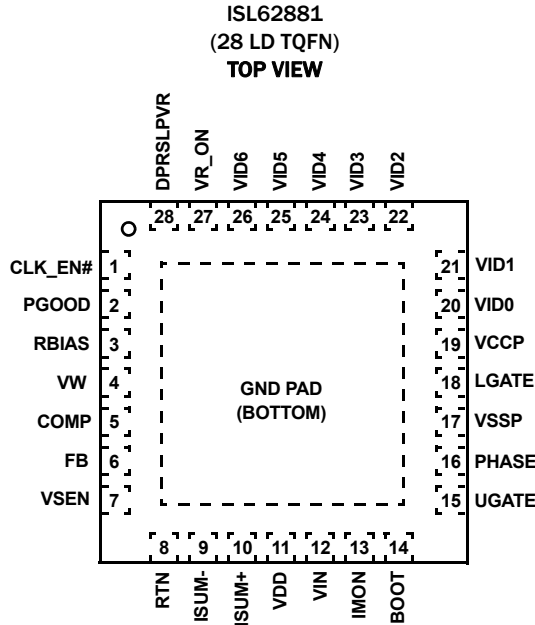 ISL62881
(28 LD TQFN)
TOP VIEW
DPRSLPVR
VR_ON
VID6
VID5
VID4
VID3
VID2
28 27 26 25 24 23 22
CLK_EN# 1
PGOOD 2
RBIAS 3
VW 4
COMP 5
FB 6
VSEN 7
GND PAD
(BOTTOM)
21 VID1
20 VID0
19 VCCP
18 LGATE
17 VSSP
16 PHASE
15 UGATE
8 9 10 11 12 13 14
RTN
ISUM-
ISUM+
VDD
VIN
IMON
BOOT